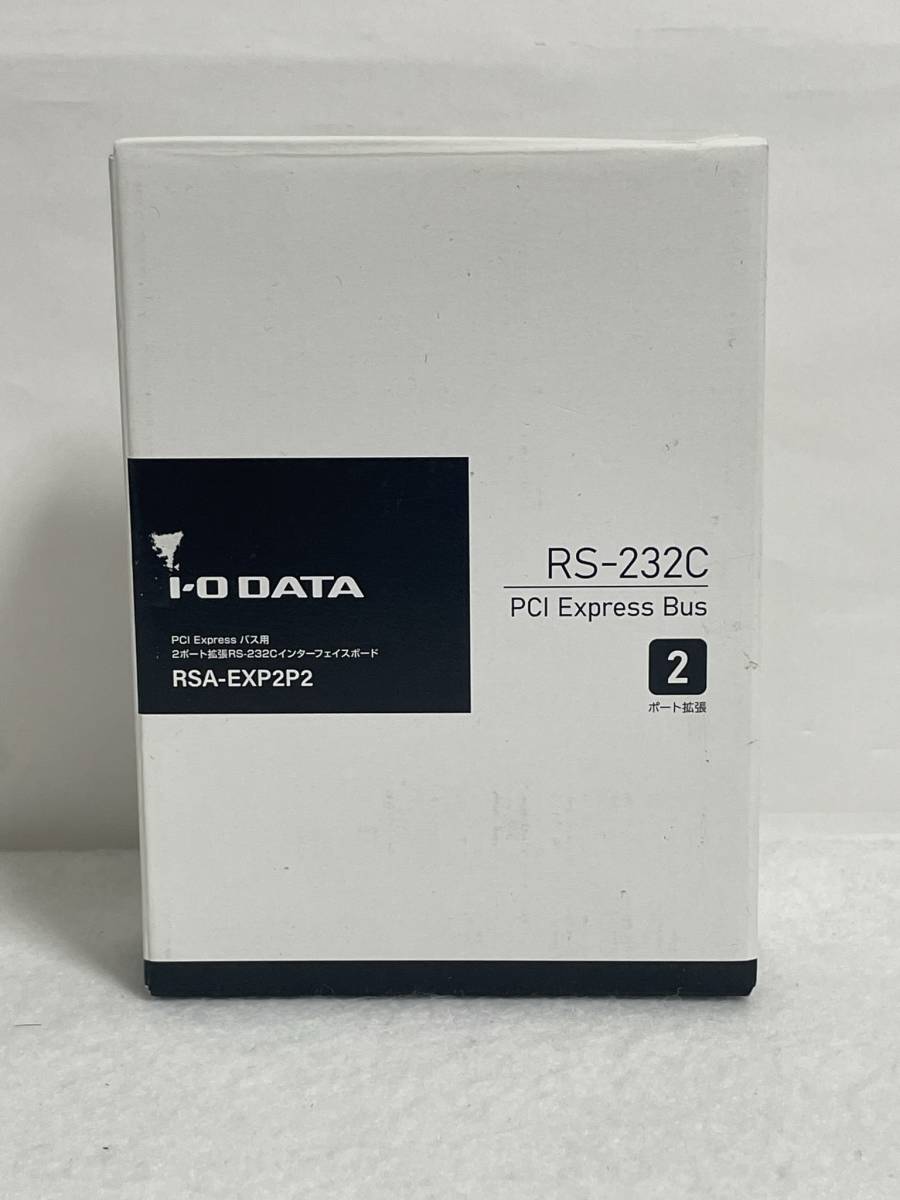 I-O DATA
PCI Express バス用
2ポート拡張RS-232Cインターフェイスボード
RSA-EXP2P2
RS-232C
PCI Express Bus
2
ポート拡張